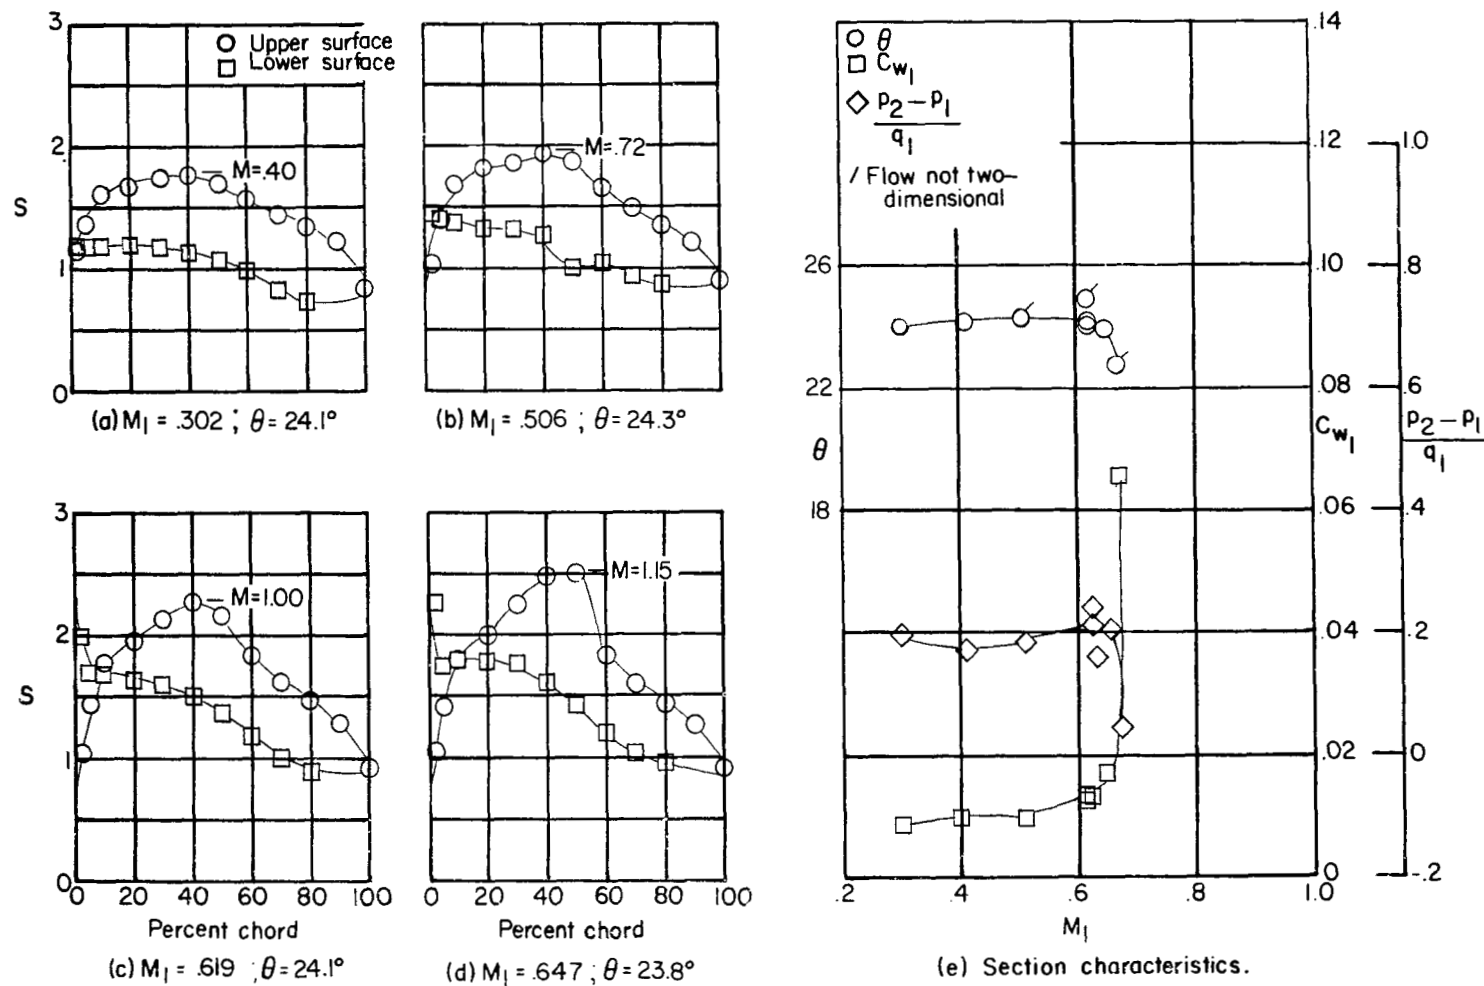 3
2
1
0
S
○ Upper surface
□ Lower surface
M=.40
M=.72
(a) M₁ = .302 ; θ = 24.1°
(b) M₁ = .506 ; θ = 24.3°
3
2
1
0
S
M=1.00
M=1.15
0 20 40 60 80 100
0 20 40 60 80 100
Percent chord
Percent chord
(c) M₁ = .619 ; θ = 24.1°
(d) M₁ = .647 ; θ = 23.8°
○ θ
□ C_w₁
◇ p₂ – p₁
q₁
/ Flow not two-
dimensional
26
22
θ
18
.14
.12
.10
.08
C_w₁
.06
.04
.02
.0
1.0
.8
.6
p₂ – p₁
q₁
.4
.2
0
-.2
.2 .4 .6 .8 1.0
M₁
(e) Section characteristics.